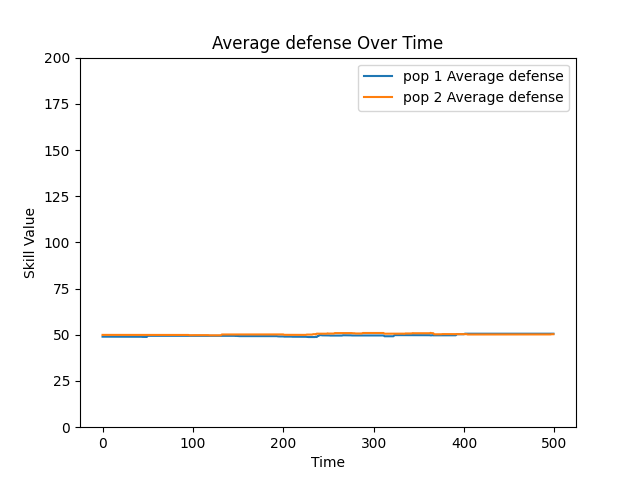 Average defense Over Time
200
175
150
125
100
75
50
25
0
Skill Value
pop 1 Average defense
pop 2 Average defense
0 100 200 300 400 500
Time